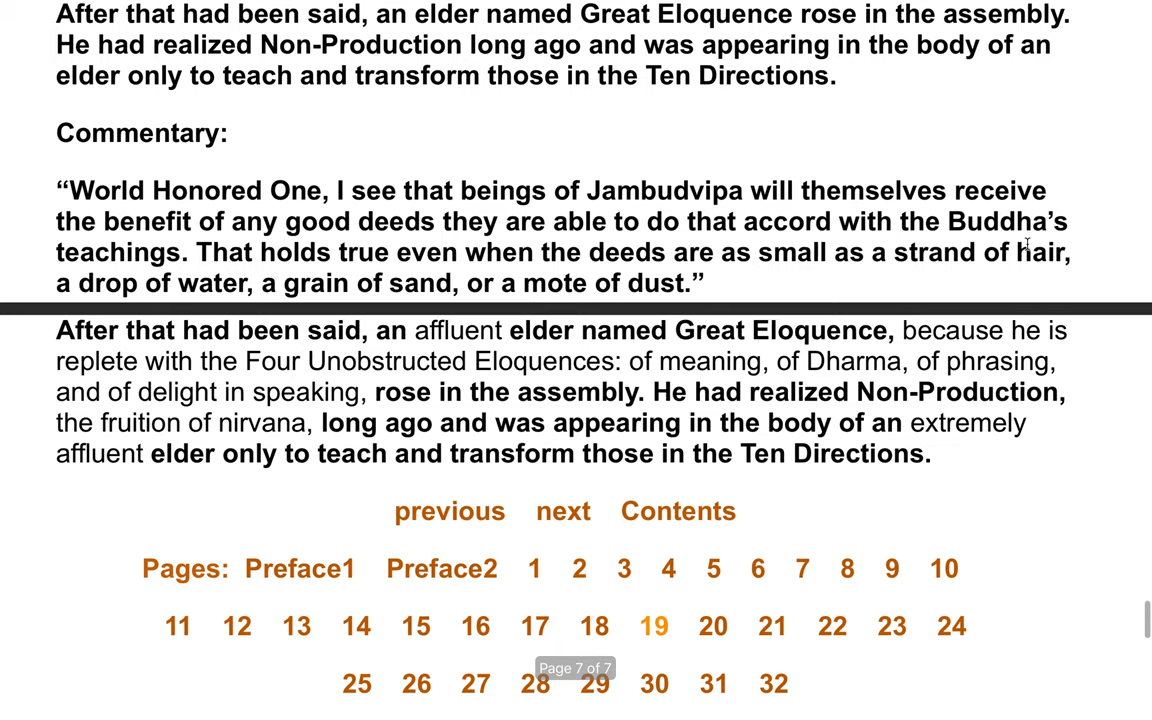 After that had been said, an elder named Great Eloquence rose in the assembly.
He had realized Non-Production long ago and was appearing in the body of an
elder only to teach and transform those in the Ten Directions.
Commentary:
“World Honored One, I see that beings of Jambudvipa will themselves receive
the benefit of any good deeds they are able to do that accord with the Buddha’s
teachings. That holds true even when the deeds are as small as a strand of hair,
a drop of water, a grain of sand, or a mote of dust.”
After that had been said, an affluent elder named Great Eloquence, because he is
replete with the Four Unobstructed Eloquences: of meaning, of Dharma, of phrasing,
and of delight in speaking, rose in the assembly. He had realized Non-Production,
the fruition of nirvana, long ago and was appearing in the body of an extremely
affluent elder only to teach and transform those in the Ten Directions.
previous next Contents
Pages: Preface1 Preface2 1 2 3 4 5 6 7 8 9 10
11 12 13 14 15 16 17 18 19 20 21 22 23 24
Page 7 of 7
25 26 27 28 29 30 31 32